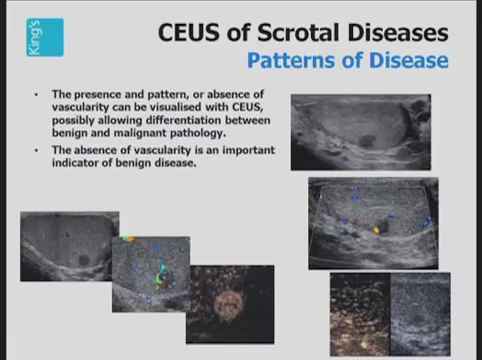 King's
CEUS of Scrotal Diseases
Patterns of Disease
• The presence and pattern, or absence of
vascularity can be visualised with CEUS,
possibly allowing differentiation between
benign and malignant pathology.
• The absence of vascularity is an important
indicator of benign disease.